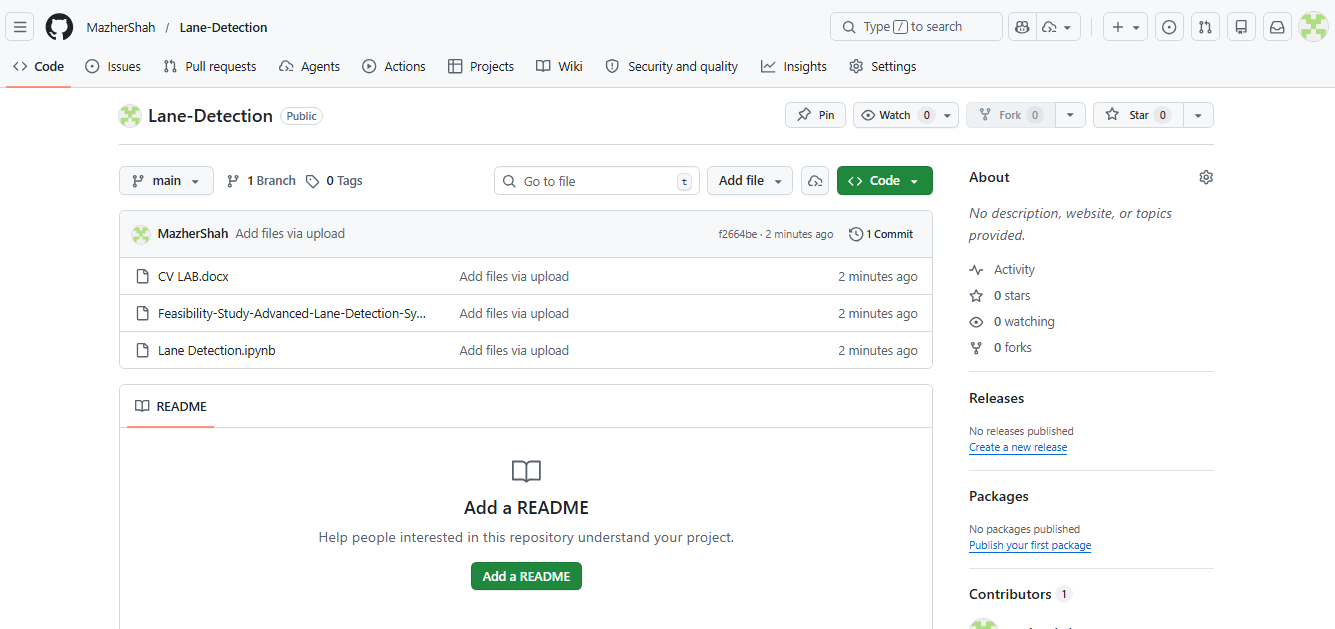 MazherShah / Lane-Detection
Type / to search
Code
Issues
Pull requests
Agents
Actions
Projects
Wiki
Security and quality
Insights
Settings
Lane-Detection Public
Pin
Watch 0
Fork 0
Star 0
main
1 Branch
0 Tags
Go to file t
Add file
Code
MazherShah Add files via upload f2664be · 2 minutes ago 1 Commit
CV LAB.docx Add files via upload 2 minutes ago
Feasibility-Study-Advanced-Lane-Detection-Sy... Add files via upload 2 minutes ago
Lane Detection.ipynb Add files via upload 2 minutes ago
README
Add a README
Help people interested in this repository understand your project.
Add a README
About
No description, website, or topics
provided.
Activity
0 stars
0 watching
0 forks
Releases
No releases published
Create a new release
Packages
No packages published
Publish your first package
Contributors 1